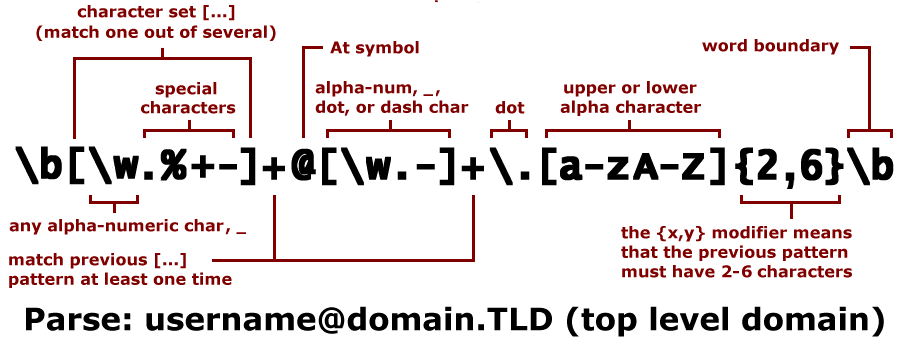 character set [...]
(match one out of several)
At symbol
word boundary
special
characters
alpha-num, _,
dot, or dash char
dot
upper or lower
alpha character
\b[\w.%+-]+@[\w.-]+\.[a-zA-Z]{2,6}\b
any alpha-numeric char, _
match previous [...]
pattern at least one time
the {x,y} modifier means
that the previous pattern
must have 2-6 characters
Parse: username@domain.TLD (top level domain)